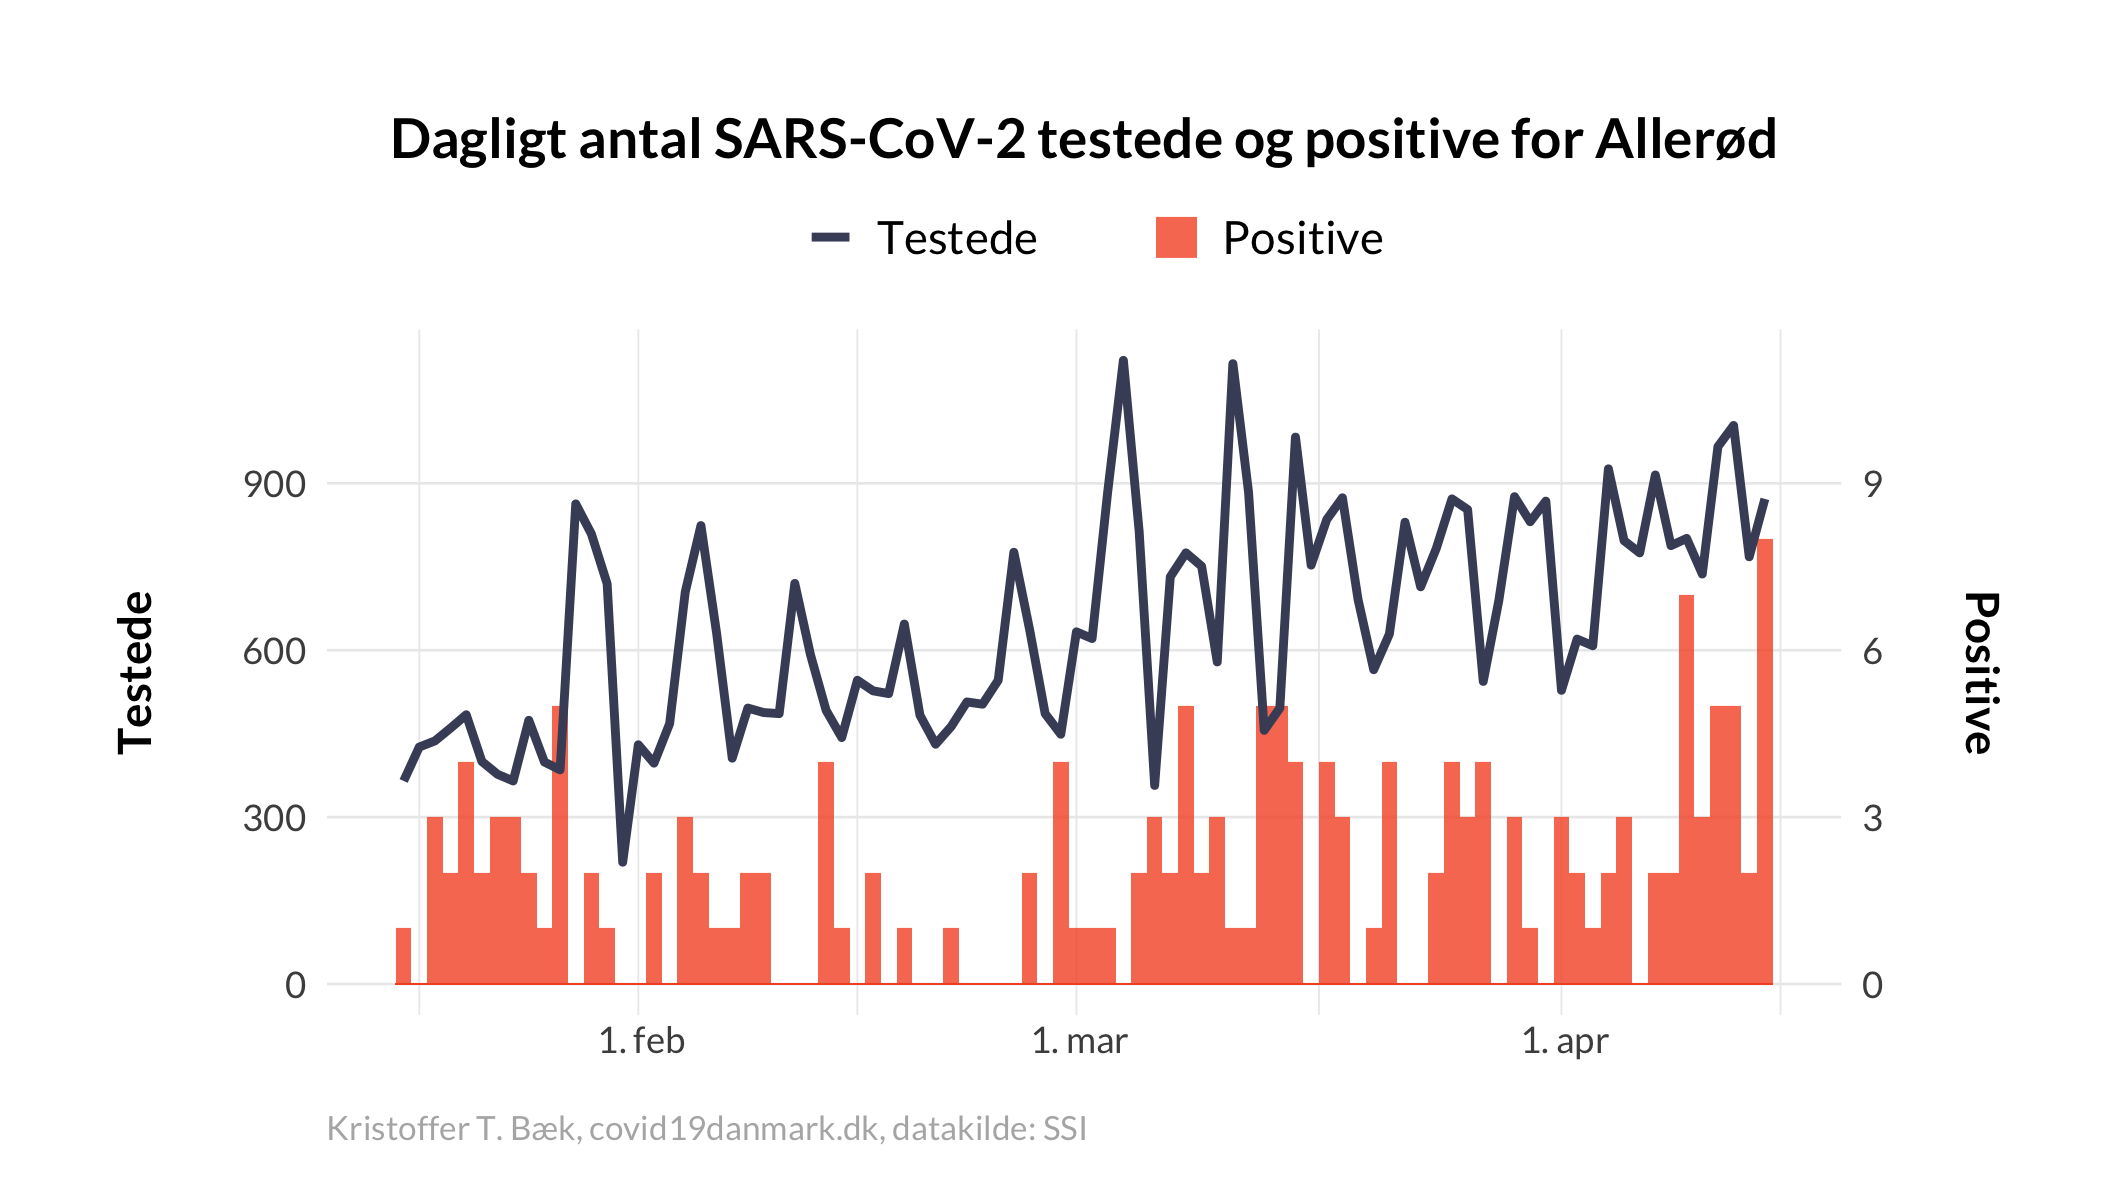 Dagligt antal SARS-CoV-2 testede og positive for Allerød
Testede
Positive
900
600
300
0
Testede
9
6
3
0
Positive
1. feb
1. mar
1. apr
Kristoffer T. Bæk, covid19danmark.dk, datakilde: SSI